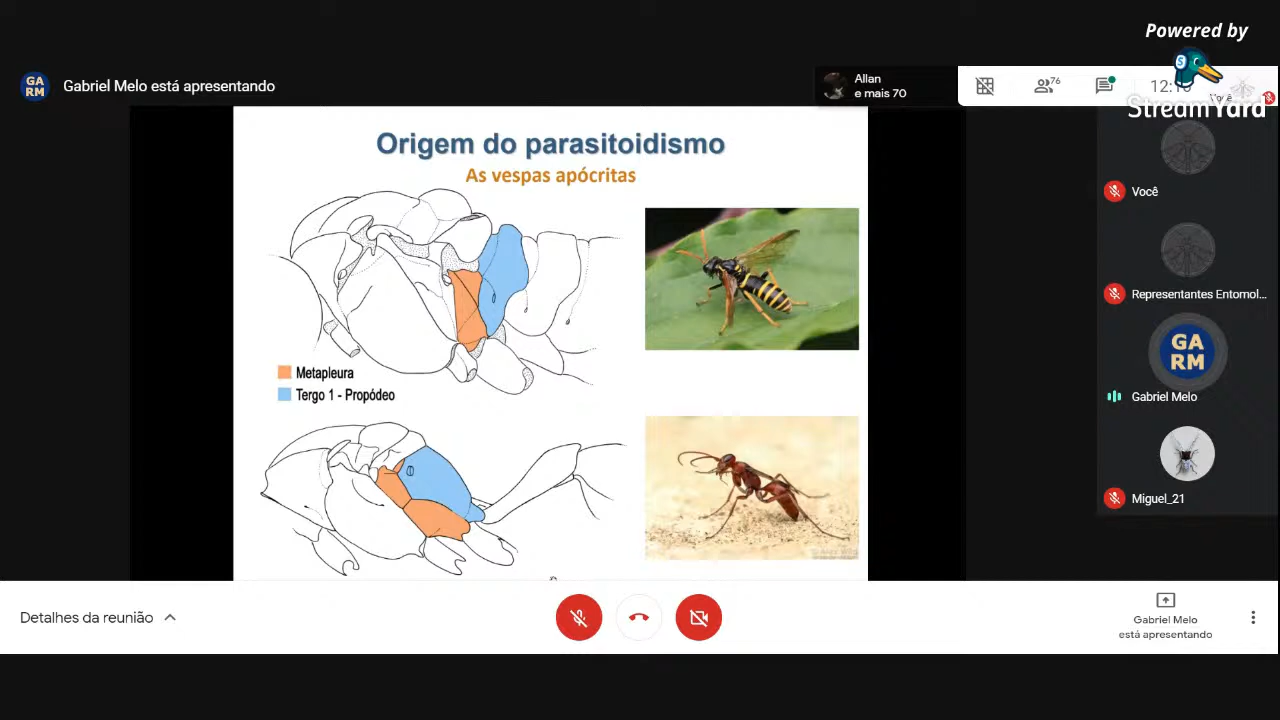 Powered by
StreamYard
GA
RM
Gabriel Melo está apresentando
Allan
e mais 70
76
Origem do parasitoidismo
As vespas apócritas
Metapleura
Tergo 1 - Propódeo
Você
Representantes Entomol...
GA
RM
Gabriel Melo
Miguel_21
Detalhes da reunião
Gabriel Melo
está apresentando